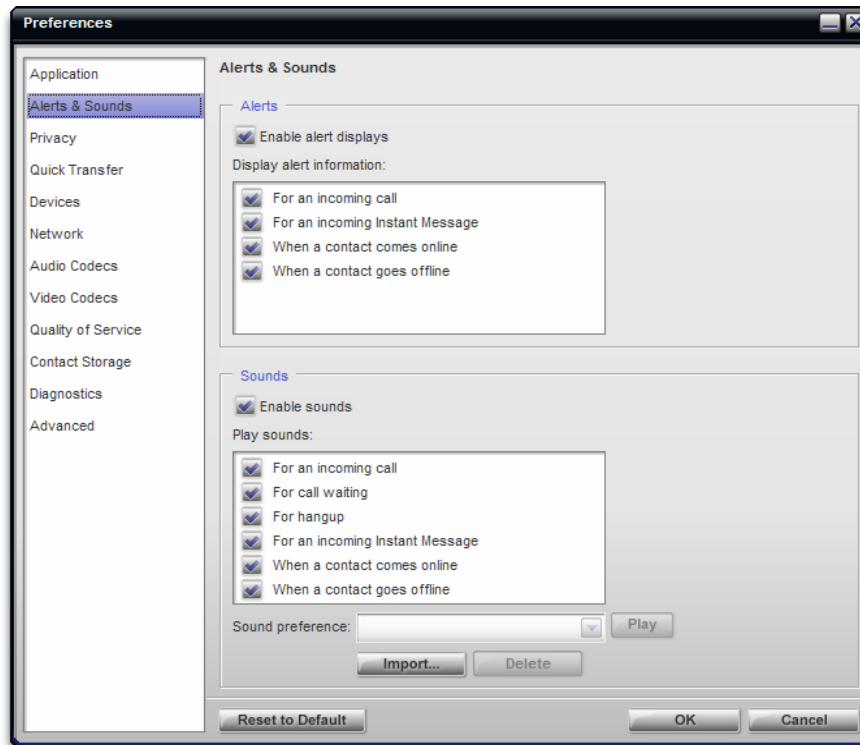 Preferences
Application
Alerts & Sounds
Privacy
Quick Transfer
Devices
Network
Audio Codecs
Video Codecs
Quality of Service
Contact Storage
Diagnostics
Advanced
Alerts & Sounds
Alerts
Enable alert displays
Display alert information:
For an incoming call
For an incoming Instant Message
When a contact comes online
When a contact goes offline
Sounds
Enable sounds
Play sounds:
For an incoming call
For call waiting
For hangup
For an incoming Instant Message
When a contact comes online
When a contact goes offline
Sound preference:
Play
Import...
Delete
Reset to Default
OK
Cancel